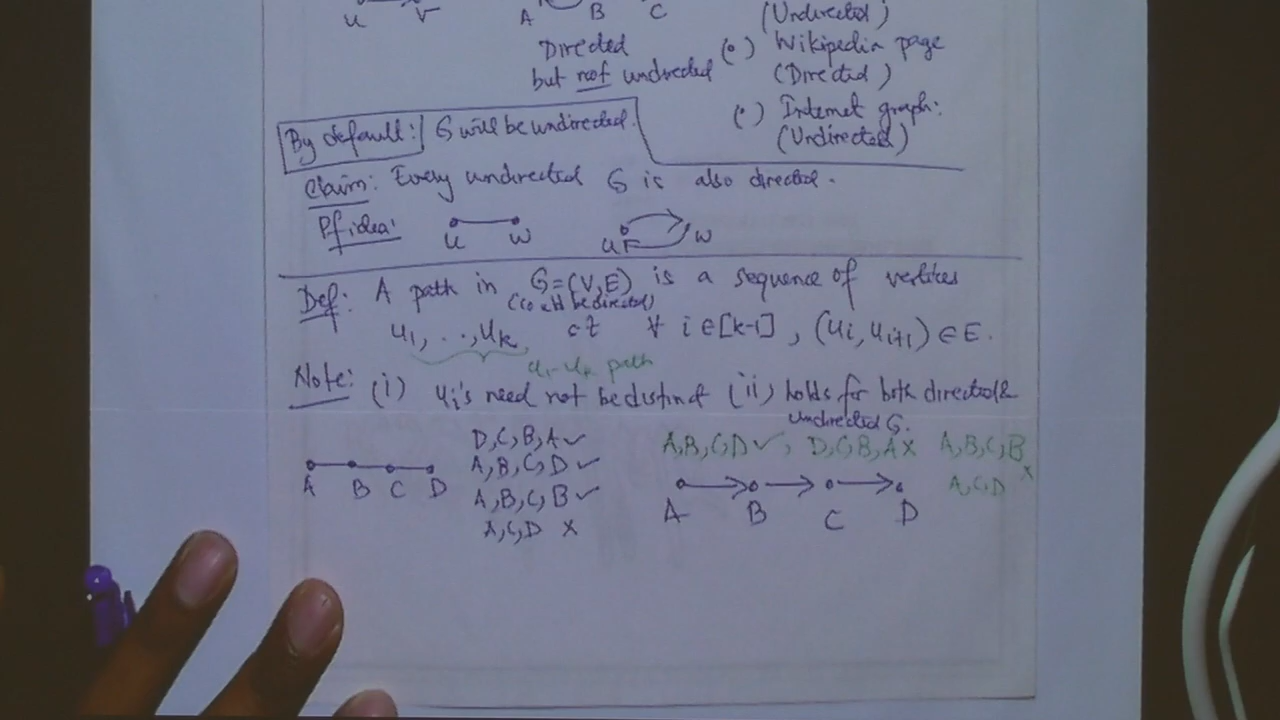 u v
A B C
Directed
but not undirected
(Undirected)
(•) Wikipedia page
(Directed)
(•) Internet graph:
(Undirected)
By default: G will be undirected.
Claim: Every undirected G is also directed.
Pf idea: u w u w
Def: A path in G=(V,E) is a sequence of vertices
(could be directed)
u1, . ., uk st ∀ i ∈ [k-1], (ui, ui+1) ∈ E.
u1-uk path
Note: (i) ui's need not be distinct (ii) holds for both directed &
undirected G.
A B C D
D, C, B, A ✓
A, B, C, D ✓
A, B, C, B ✓
A, C, D X
A, B, C, D ✓, D, C, B, A X A, B, C, B X
A, C, D
A B C D